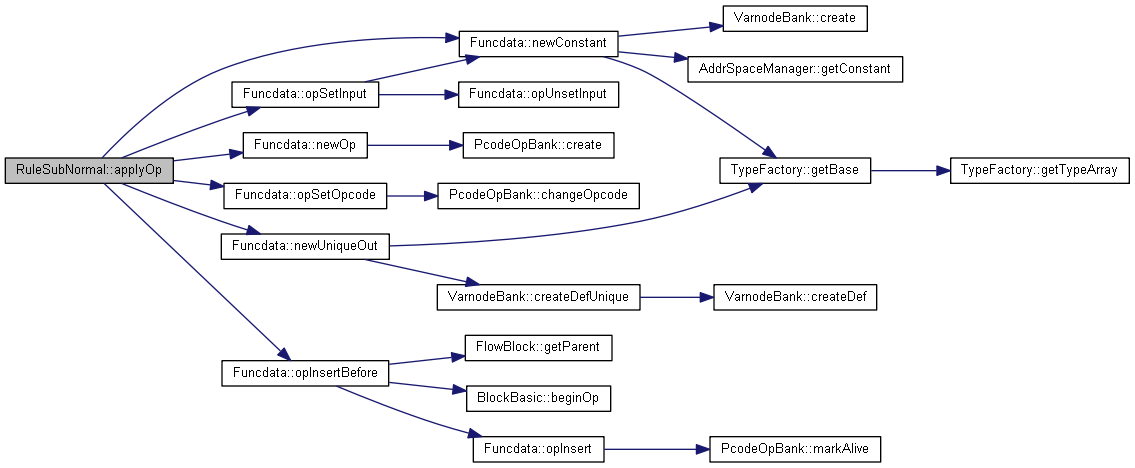 VarnodeBank::create
Funcdata::newConstant
AddrSpaceManager::getConstant
Funcdata::opSetInput
Funcdata::opUnsetInput
Funcdata::newOp
PcodeOpBank::create
RuleSubNormal::applyOp
TypeFactory::getBase
TypeFactory::getTypeArray
Funcdata::opSetOpcode
PcodeOpBank::changeOpcode
Funcdata::newUniqueOut
VarnodeBank::createDefUnique
VarnodeBank::createDef
FlowBlock::getParent
Funcdata::opInsertBefore
BlockBasic::beginOp
Funcdata::opInsert
PcodeOpBank::markAlive